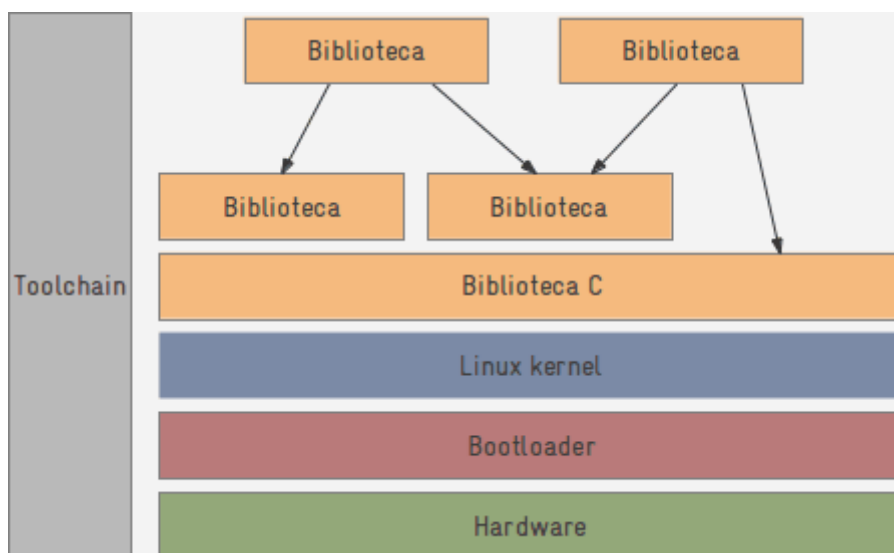 Biblioteca
Biblioteca
Biblioteca
Biblioteca
Toolchain
Biblioteca C
Linux kernel
Bootloader
Hardware